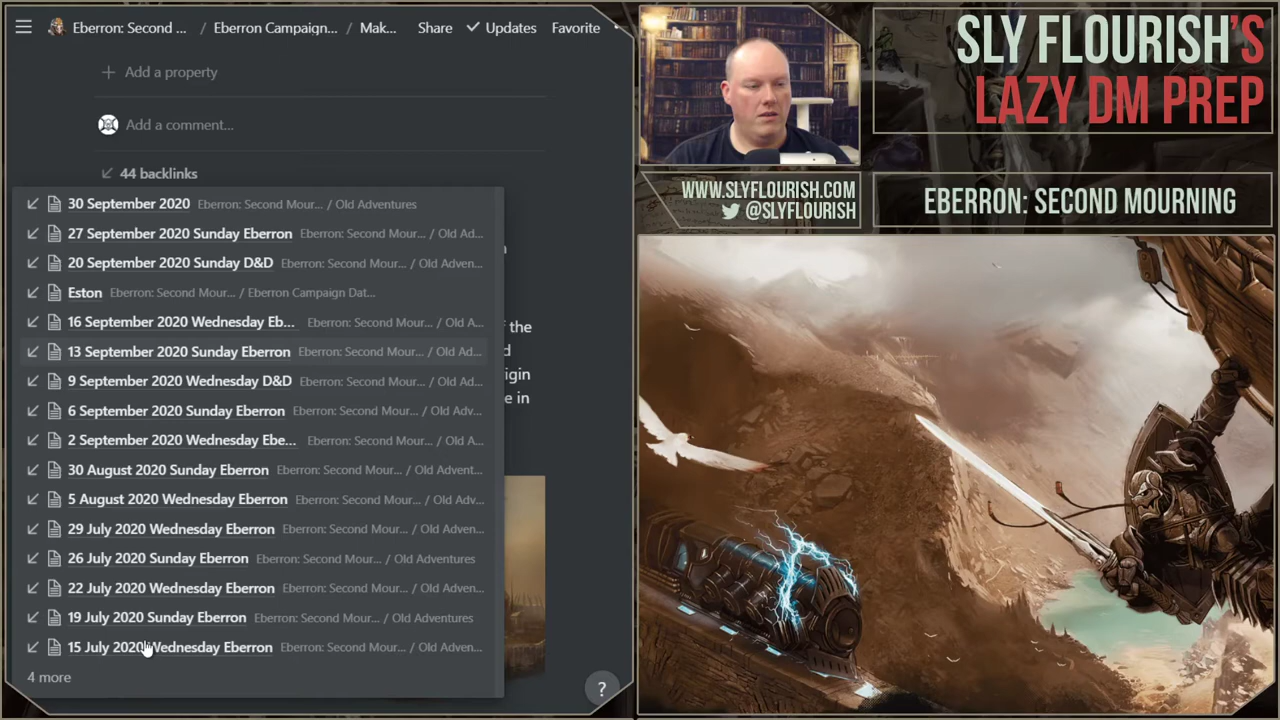 Eberron: Second ... / Eberron Campaign... / Mak... Share Updates Favorite
Add a property
Add a comment...
44 backlinks
30 September 2020 Eberron: Second Mour... / Old Adventures
27 September 2020 Sunday Eberron Eberron: Second Mour... / Old Ad...
20 September 2020 Sunday D&D Eberron: Second Mour... / Old Adven...
Eston Eberron: Second Mour... / Eberron Campaign Dat...
16 September 2020 Wednesday Eb... Eberron: Second Mour... / Old A...
of the
13 September 2020 Sunday Eberron Eberron: Second Mour... / Old Ad...
9 September 2020 Wednesday D&D Eberron: Second Mour... / Old Ad...
6 September 2020 Sunday Eberron Eberron: Second Mour... / Old Adv...
e in
2 September 2020 Wednesday Ebe... Eberron: Second Mour... / Old A...
30 August 2020 Sunday Eberron Eberron: Second Mour... / Old Advent...
5 August 2020 Wednesday Eberron Eberron: Second Mour... / Old Adv...
29 July 2020 Wednesday Eberron Eberron: Second Mour... / Old Adven...
26 July 2020 Sunday Eberron Eberron: Second Mour... / Old Adventures
22 July 2020 Wednesday Eberron Eberron: Second Mour... / Old Adven...
19 July 2020 Sunday Eberron Eberron: Second Mour... / Old Adventures
15 July 2020 Wednesday Eberron Eberron: Second Mour... / Old Adven...
4 more
?
SLY FLOURISH'S
LAZY DM PREP
WWW.SLYFLOURISH.COM
@SLYFLOURISH
EBERRON: SECOND MOURNING